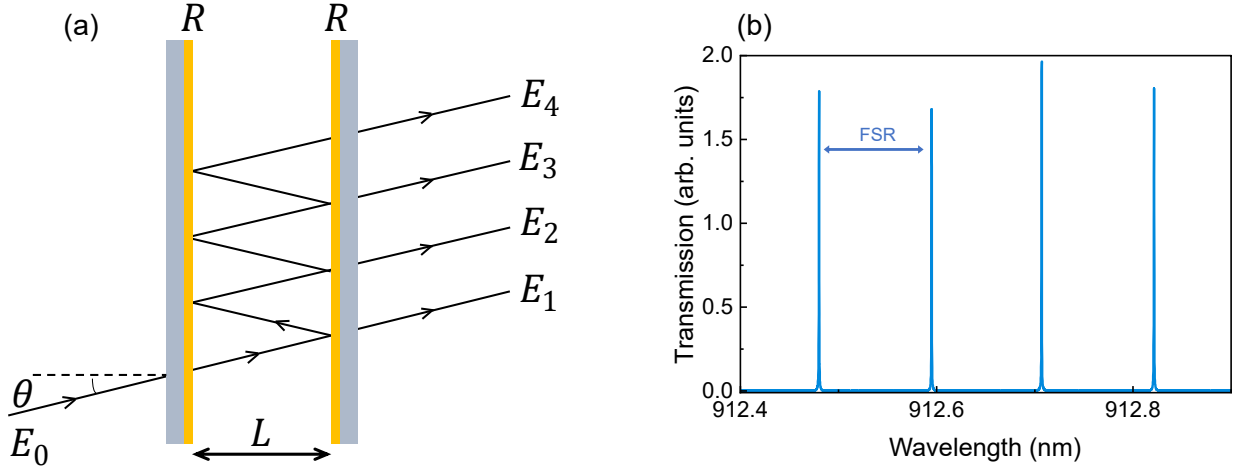 (a)
R R
E₄
E₃
E₂
E₁
θ
E₀
L
(b)
Transmission (arb. units)
2.0
1.5
1.0
0.5
0.0
FSR
912.4 912.6 912.8
Wavelength (nm)